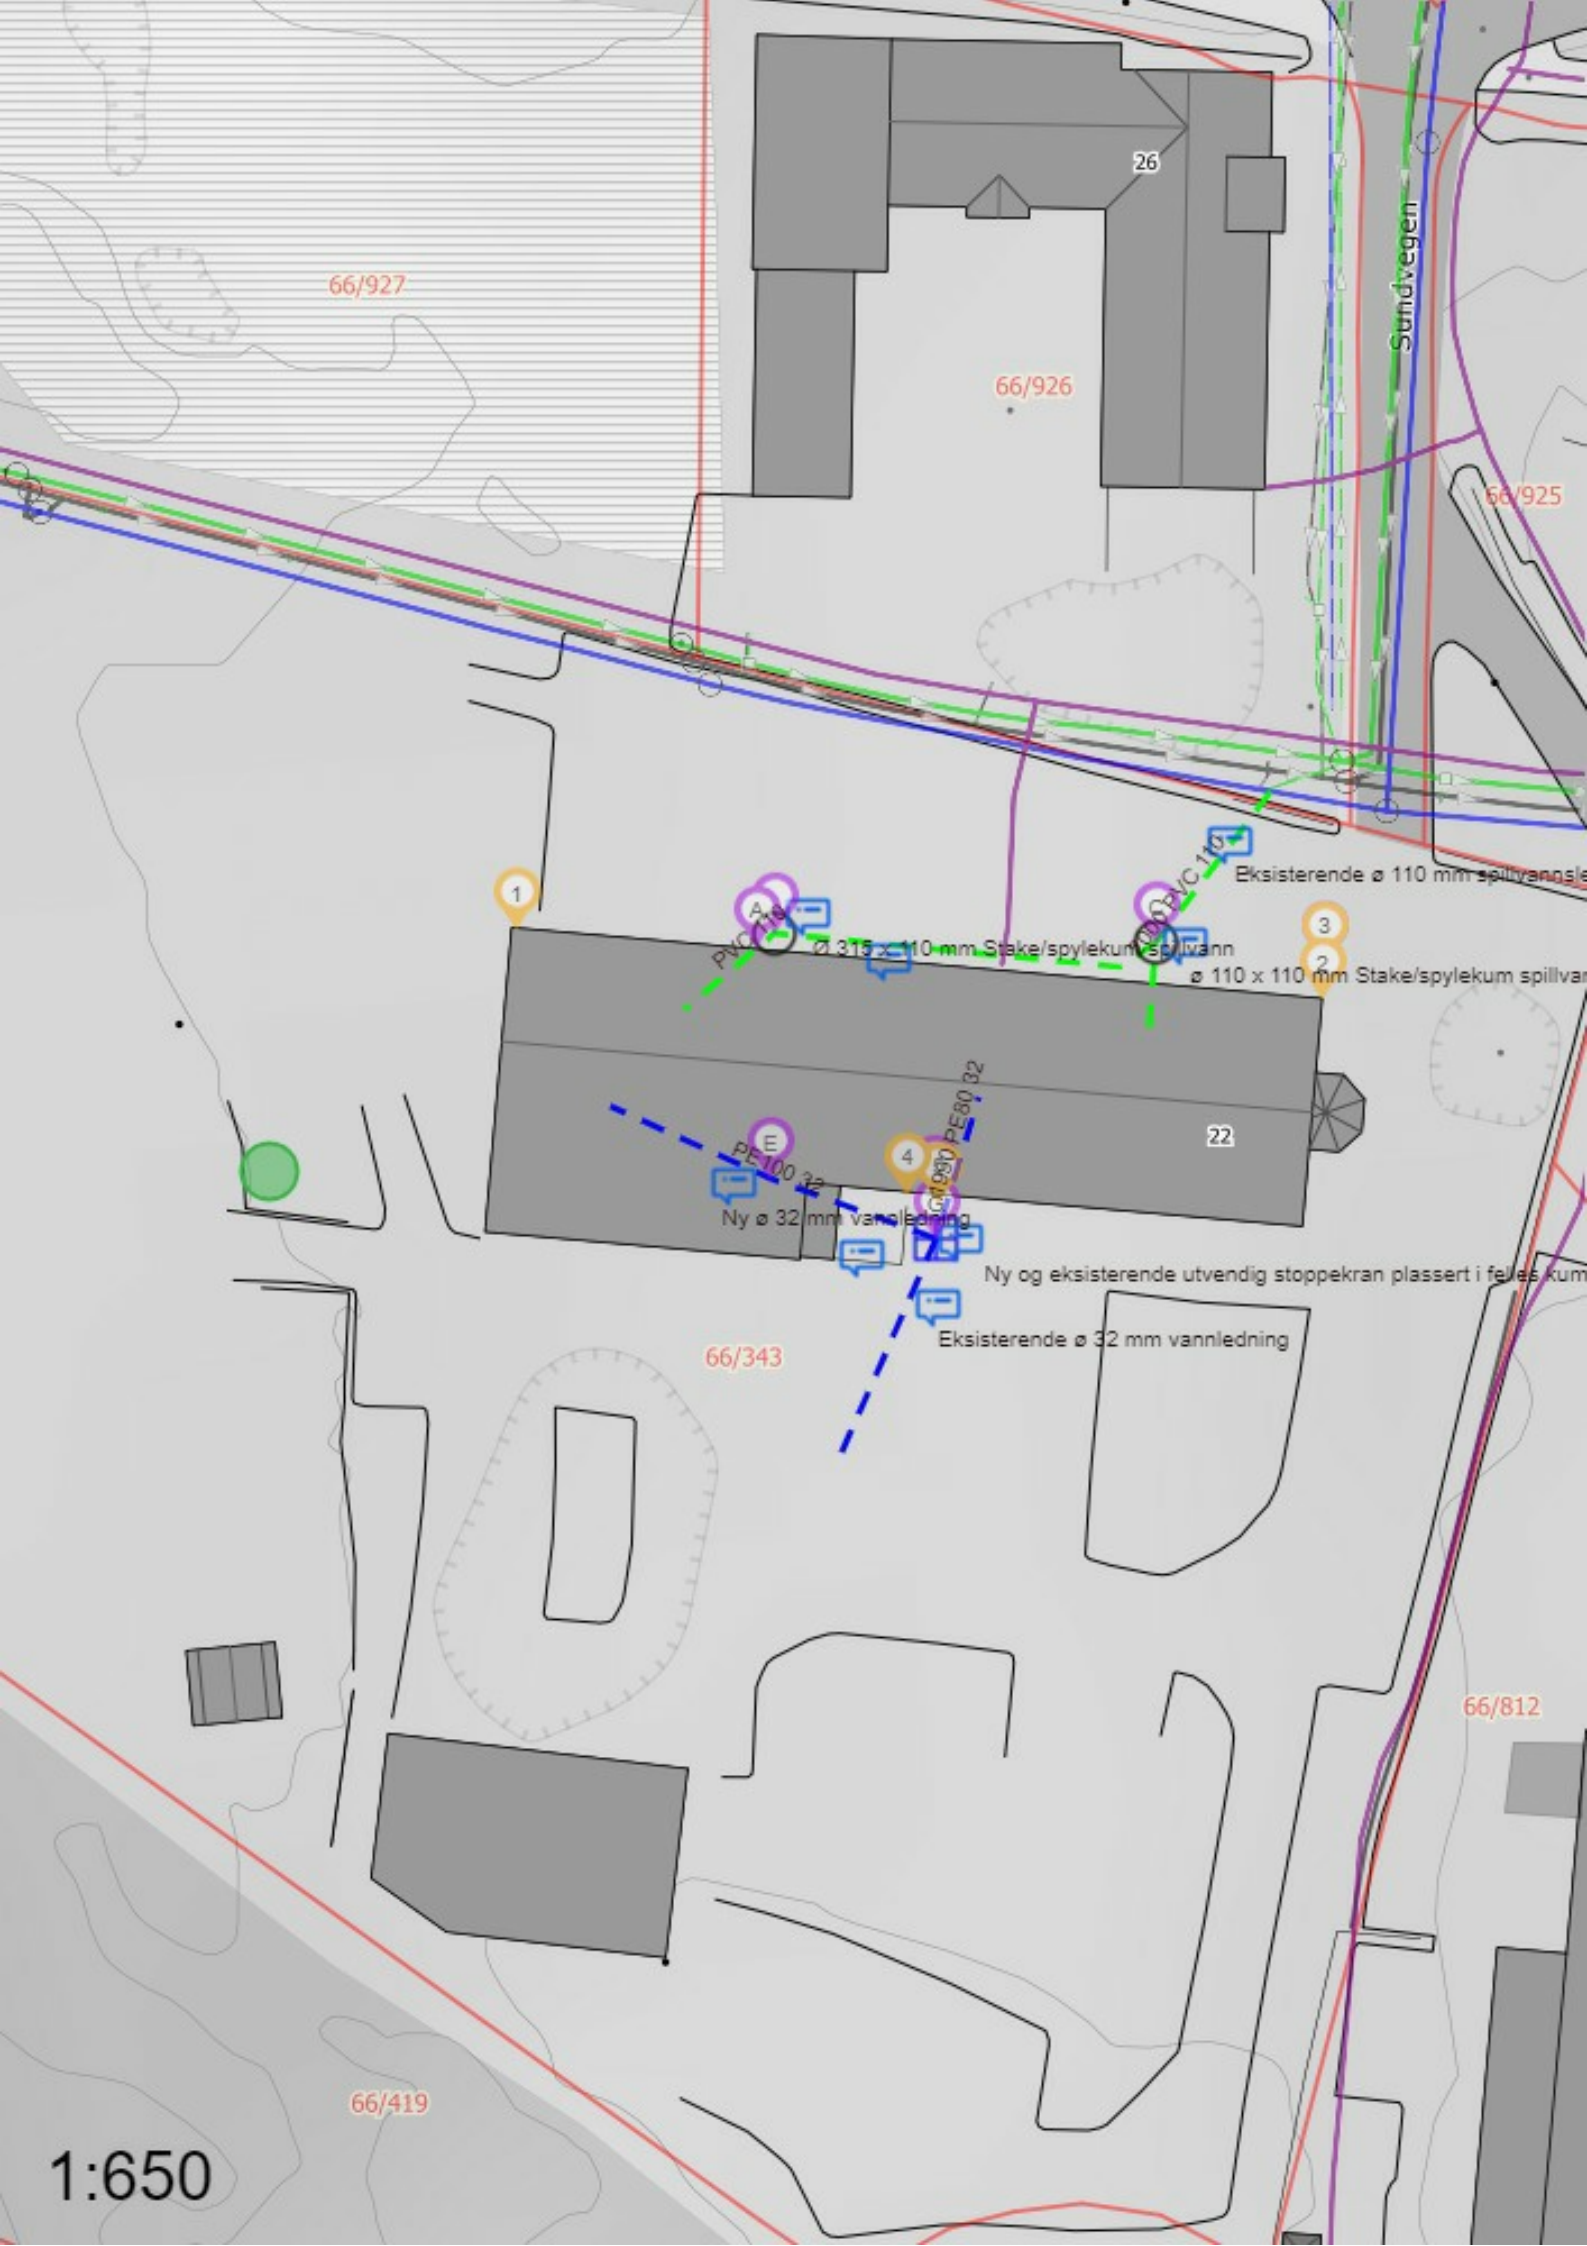 26
Sundvegen
66/927
66/926
66/925
PVC 110
Eksisterende ø 110 mm spillvannsle
1
A
3
PVC 110
Ø 315 x 110 mm Stake/spylekum spillvann
2
ø 110 x 110 mm Stake/spylekum spillvar
PE80 32
22
E
4
PE100 32
G
Ny ø 32 mm vannledning
Ny og eksisterende utvendig stoppekran plassert i felles kum
Eksisterende ø 32 mm vannledning
66/343
66/812
66/419
1:650